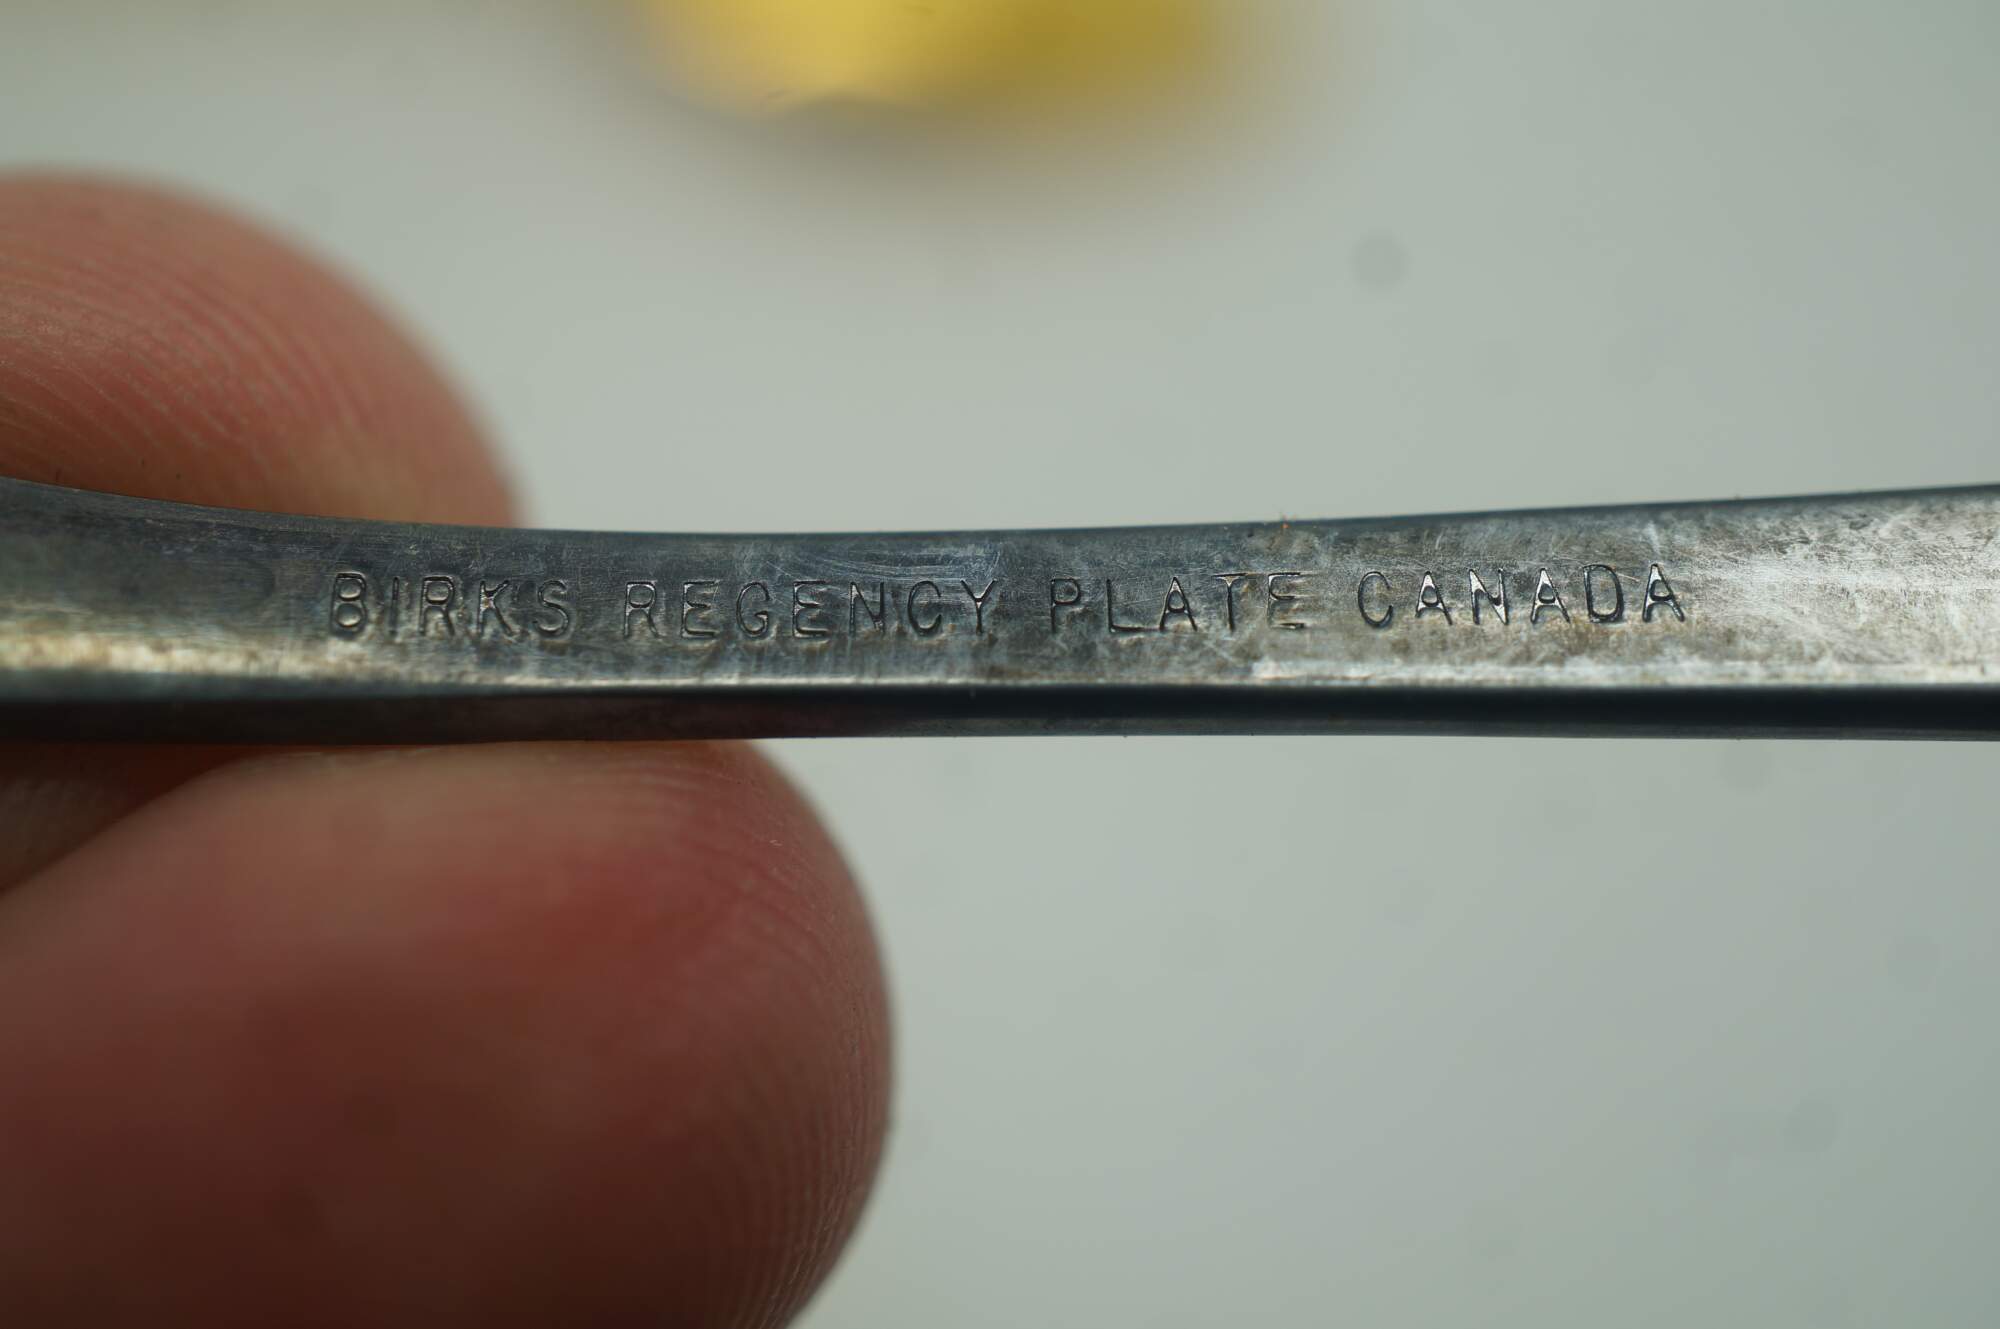 BIRKS REGENCY PLATE CANADA